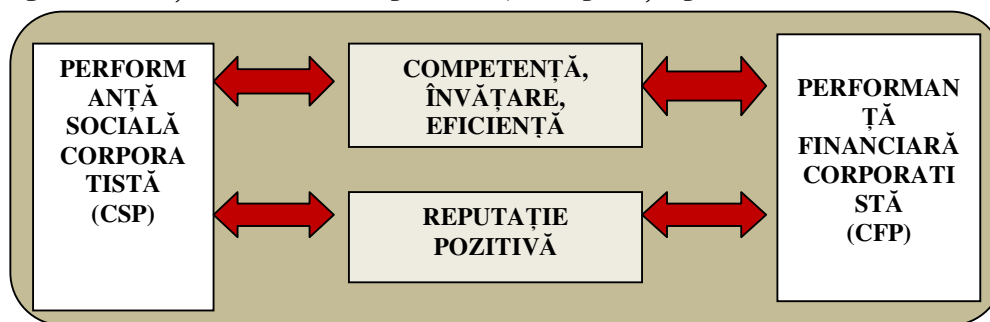 PERFORM
ANȚĂ
SOCIALĂ
CORPORA
TISTĂ
(CSP)
COMPETENȚĂ,
ÎNVĂȚARE,
EFICIENȚĂ
REPUTAȚIE
POZITIVĂ
PERFORMAN
ȚĂ
FINANCIARĂ
CORPORATI
STĂ
(CFP)